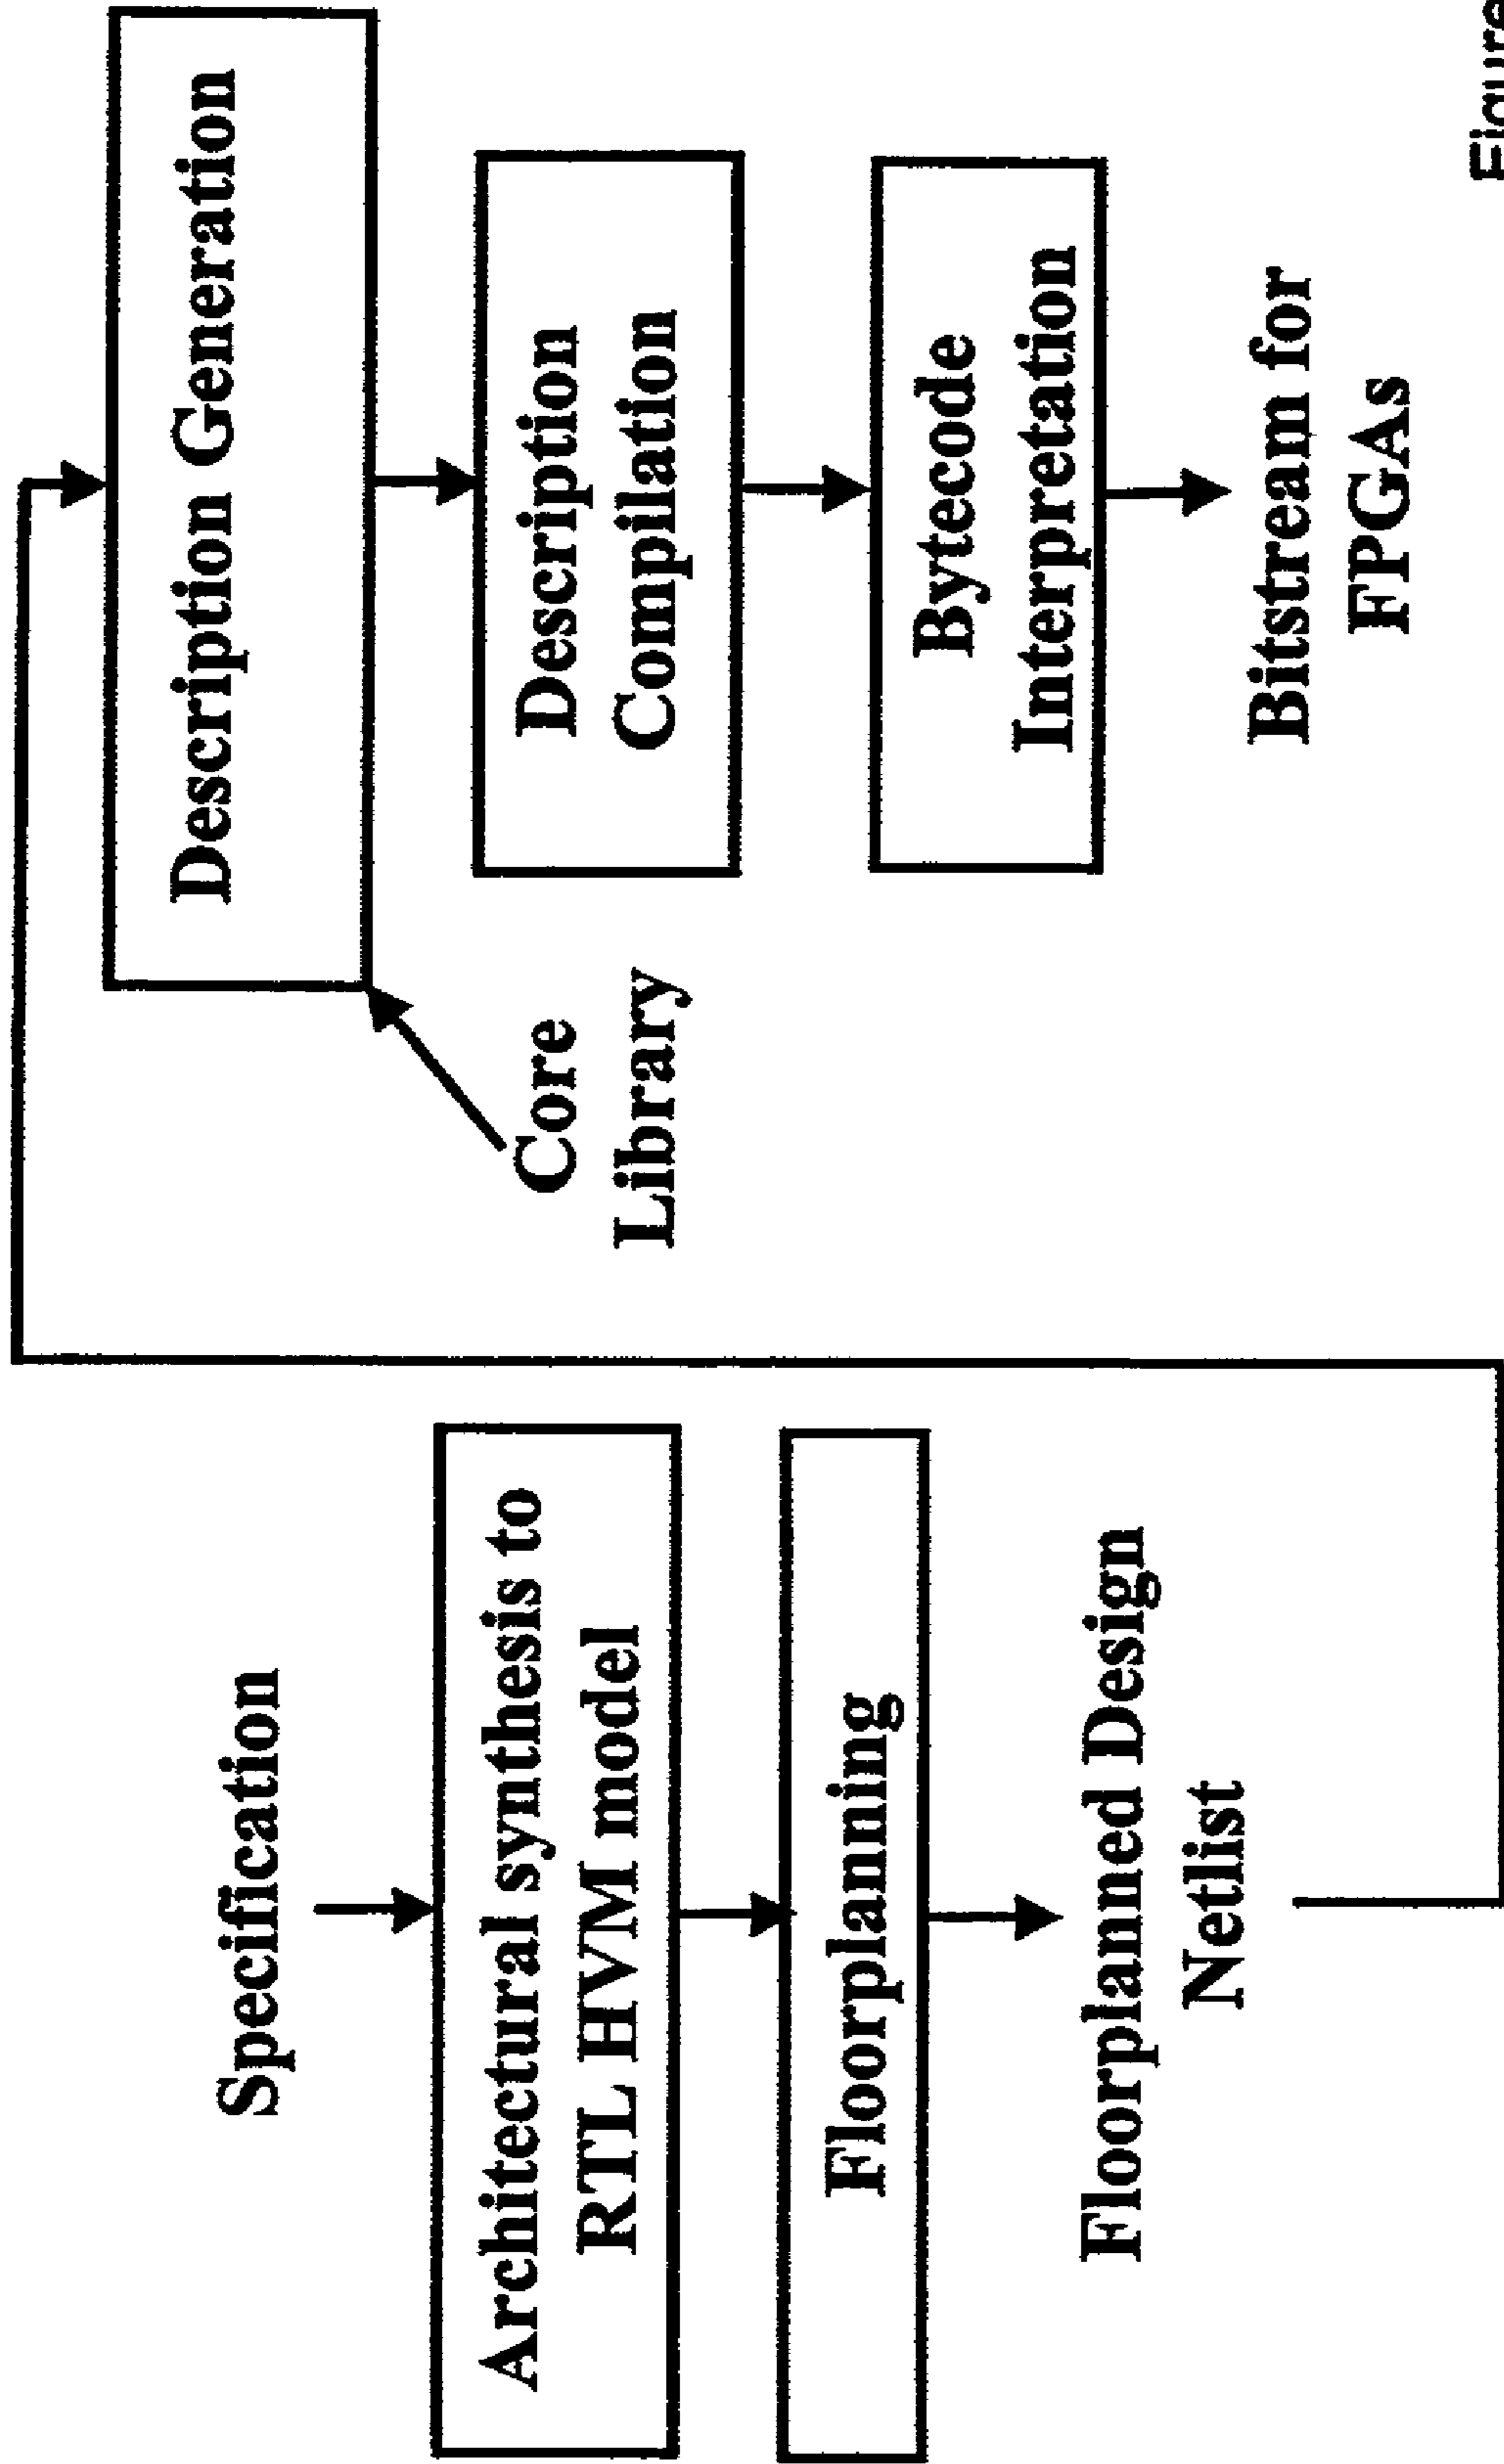 Specification
Architectural synthesis to
RTL HVM model
Floorplanning
Floorplanned Design
Netlist
Description Generation
Core
Library
Description
Compilation
Bytecode
Interpretation
Bitstream for
FPGAs
Figure